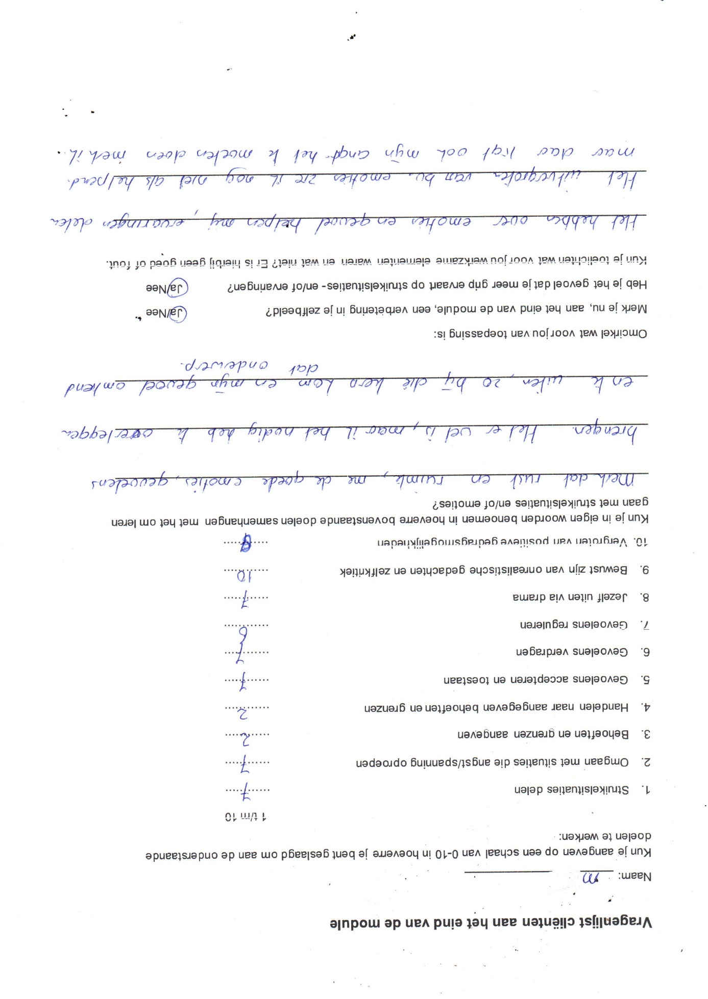 Vragenlijst cliënten aan het eind van de module
Naam: m
Kun je aangeven op een schaal van 0-10 in hoeverre je bent geslaagd om aan de onderstaande
doelen te werken:
1 t/m 10
1. Struikelsituaties delen 7
2. Omgaan met situaties die angst/spanning oproepen 7
3. Behoeften en grenzen aangeven 2
4. Handelen naar aangegeven behoeften en grenzen 2
5. Gevoelens accepteren en toestaan 7
6. Gevoelens verdragen 7
7. Gevoelens reguleren 6
8. Jezelf uiten via drama 7
9. Bewust zijn van onrealistische gedachten en zelfkritiek 10
10. Vergroten van positieve gedragsmogelijkheden
Kun je in eigen woorden benoemen in hoeverre bovenstaande doelen samenhangen met het om leren
gaan met struikelsituaties en/of emoties?
Merk dat rust en ruimte, me de goede emoties, gevoelens
brengen. Het er wel is, maar ik het nodig heb te overleggen
en te uiten, zo bij die kern kom en mijn gevoel omtrend
dat onderwerp.
Omcirkel wat voor jou van toepassing is:
Merk je nu, aan het eind van de module, een verbetering in je zelfbeeld? Ja/Nee
Heb je het gevoel dat je meer grip ervaart op struikelsituaties- en/of ervaringen? Ja/Nee
Kun je toelichten wat voor jou werkzame elementen waren en wat niet? Er is hierbij geen goed of fout.
Het hebben over emoties en gevoel helpen mij, ervaringen delen
Het uitvergroten van bv. emoties zie ik nog niet als helpend.
maar daar ligt ook mijn angst het te moeten doen merk ik.